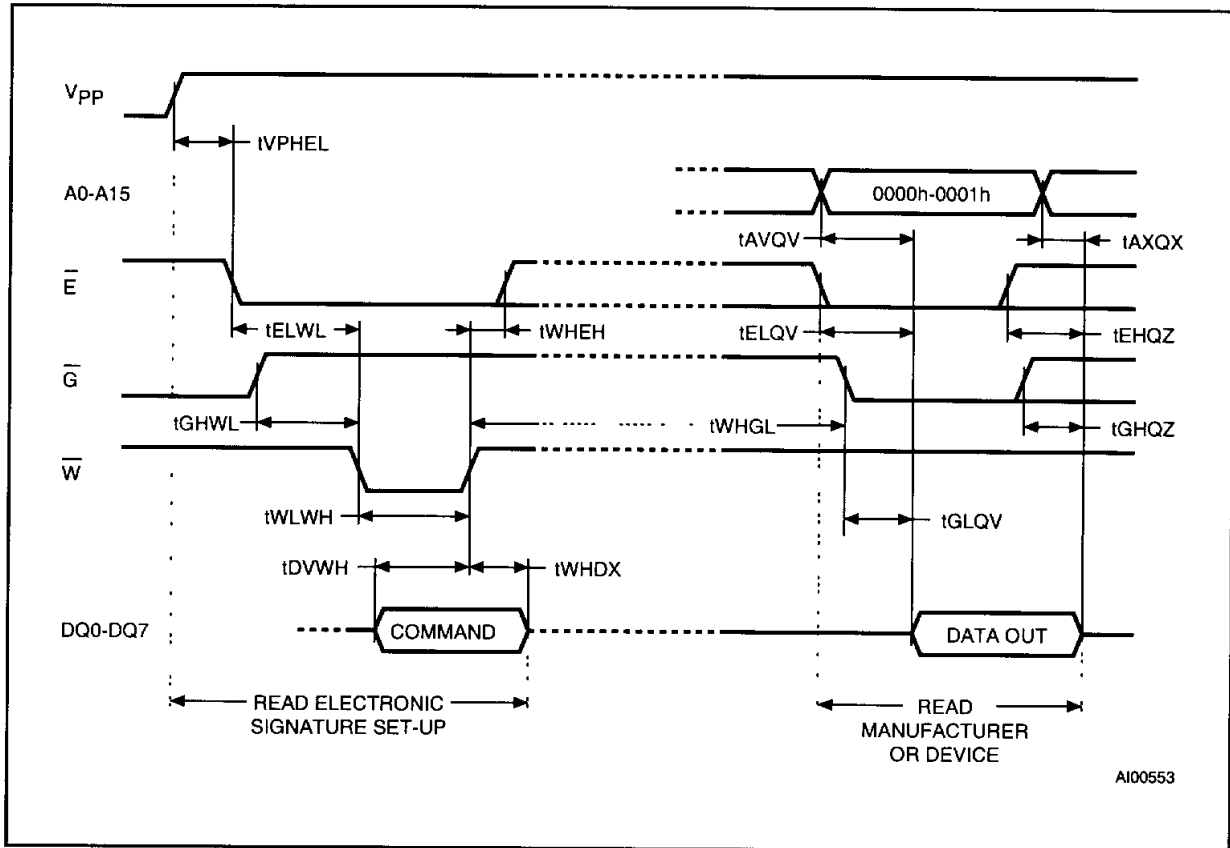 VPP
tVPHEL
A0-A15
0000h-0001h
tAVQV
tAXQX
E
tELWL
tWHEH
tELQV
tEHQZ
G
tGHWL
tWHGL
tGHQZ
W
tWLWH
tGLQV
tDVWH
tWHDX
DQ0-DQ7
COMMAND
DATA OUT
READ ELECTRONIC
SIGNATURE SET-UP
READ
MANUFACTURER
OR DEVICE
AI00553